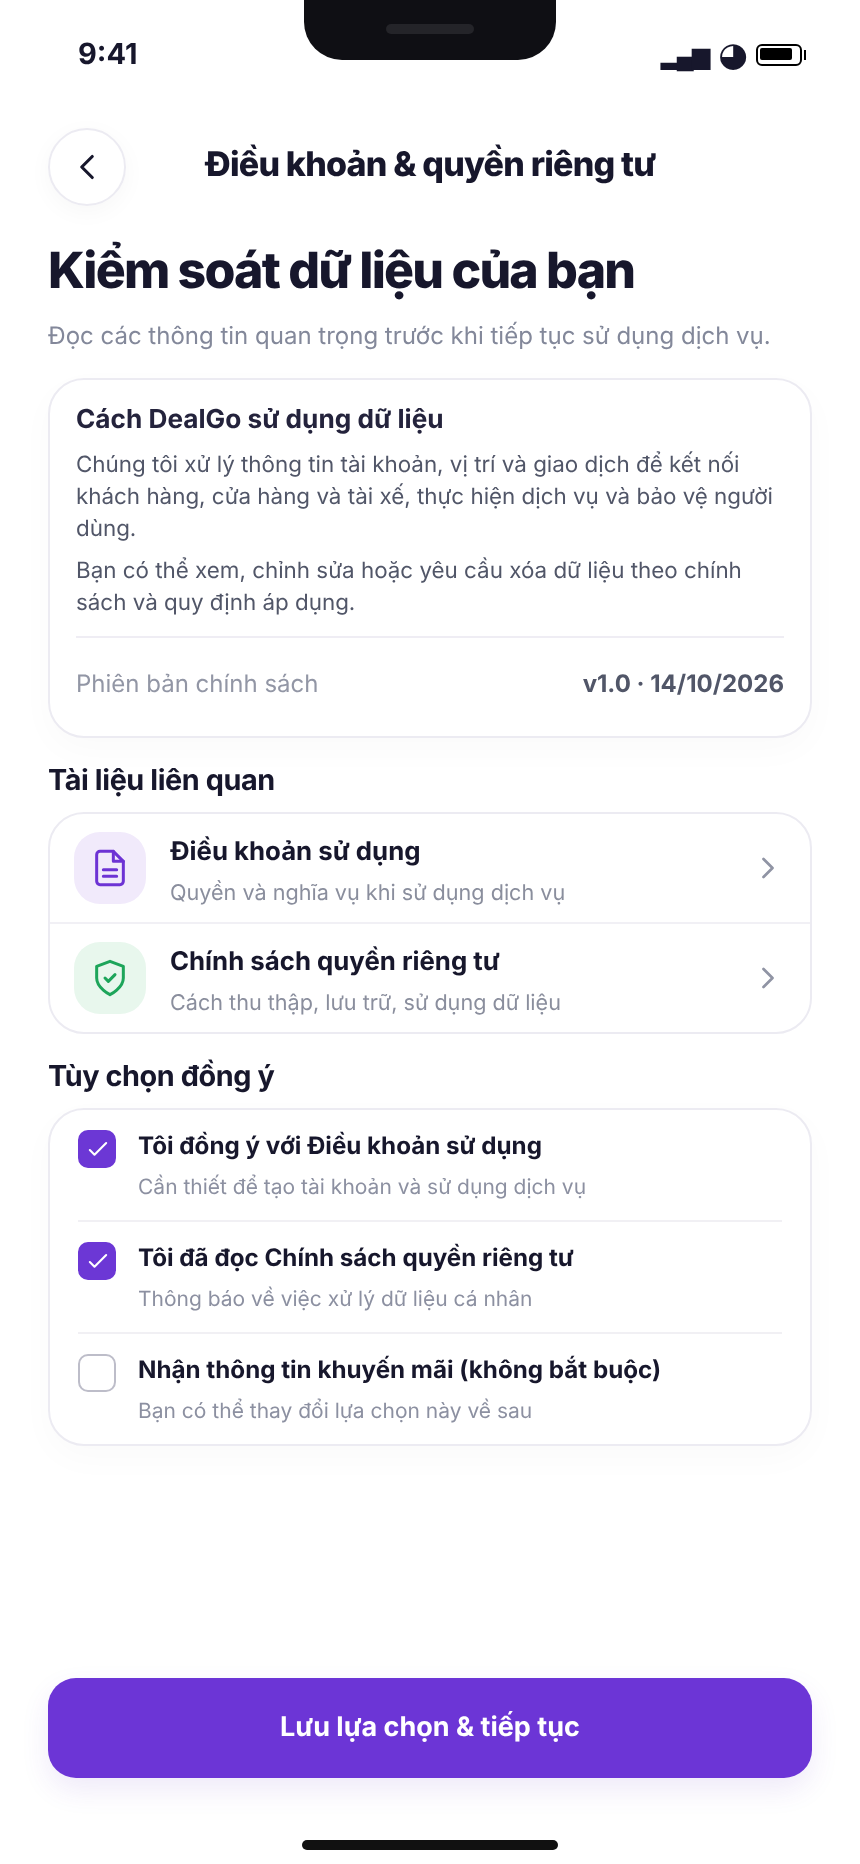 9:41
Điều khoản & quyền riêng tư
Kiểm soát dữ liệu của bạn
Đọc các thông tin quan trọng trước khi tiếp tục sử dụng dịch vụ.
Cách DealGo sử dụng dữ liệu
Chúng tôi xử lý thông tin tài khoản, vị trí và giao dịch để kết nối
khách hàng, cửa hàng và tài xế, thực hiện dịch vụ và bảo vệ người
dùng.
Bạn có thể xem, chỉnh sửa hoặc yêu cầu xóa dữ liệu theo chính
sách và quy định áp dụng.
Phiên bản chính sách v1.0 · 14/10/2026
Tài liệu liên quan
Điều khoản sử dụng
Quyền và nghĩa vụ khi sử dụng dịch vụ
Chính sách quyền riêng tư
Cách thu thập, lưu trữ, sử dụng dữ liệu
Tùy chọn đồng ý
Tôi đồng ý với Điều khoản sử dụng
Cần thiết để tạo tài khoản và sử dụng dịch vụ
Tôi đã đọc Chính sách quyền riêng tư
Thông báo về việc xử lý dữ liệu cá nhân
Nhận thông tin khuyến mãi (không bắt buộc)
Bạn có thể thay đổi lựa chọn này về sau
Lưu lựa chọn & tiếp tục